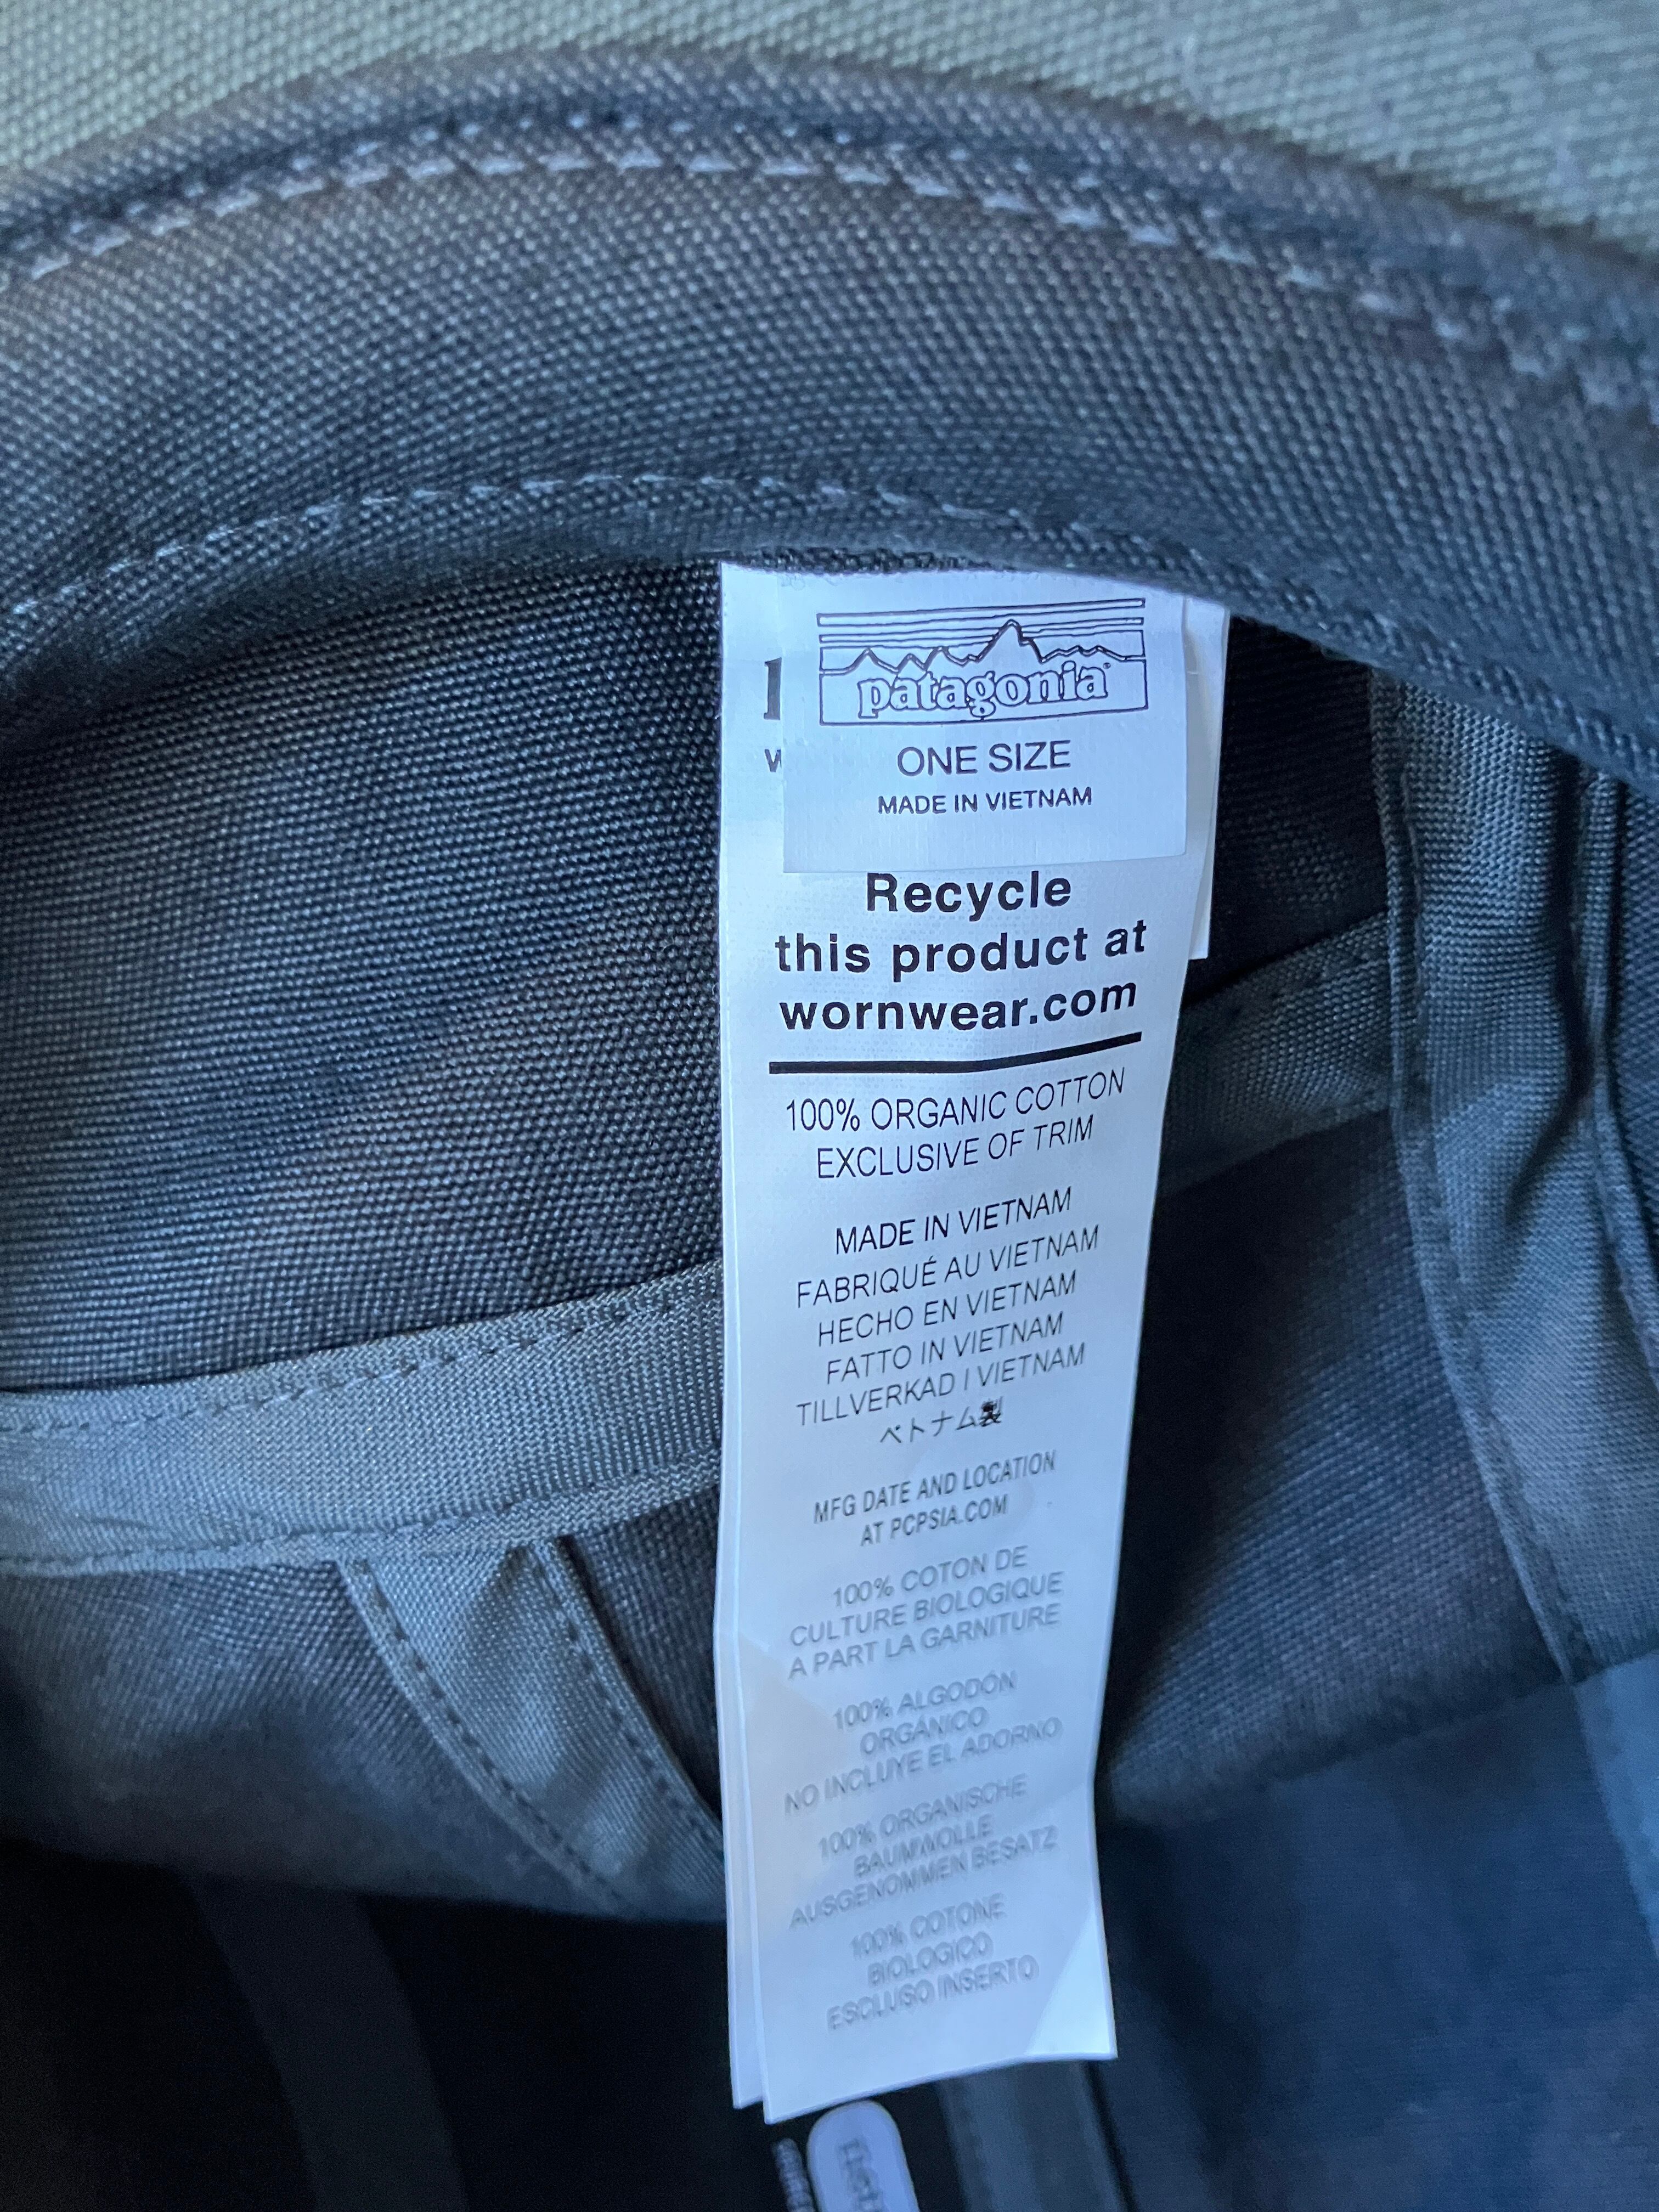 patagonia®
ONE SIZE
MADE IN VIETNAM
Recycle
this product at
wornwear.com
100% ORGANIC COTTON
EXCLUSIVE OF TRIM
MADE IN VIETNAM
FABRIQUÉ AU VIETNAM
HECHO EN VIETNAM
FATTO IN VIETNAM
TILLVERKAD I VIETNAM
ベトナム製
MFG DATE AND LOCATION
AT PCPSIA.COM
100% COTON DE
CULTURE BIOLOGIQUE
A PART LA GARNITURE
100% ALGODÓN
ORGÁNICO
NO INCLUYE EL ADORNO
100% ORGANISCHE
BAUMWOLLE
AUSGENOMMEN BESATZ
100% COTONE
BIOLOGICO
ESCLUSO INSERTO